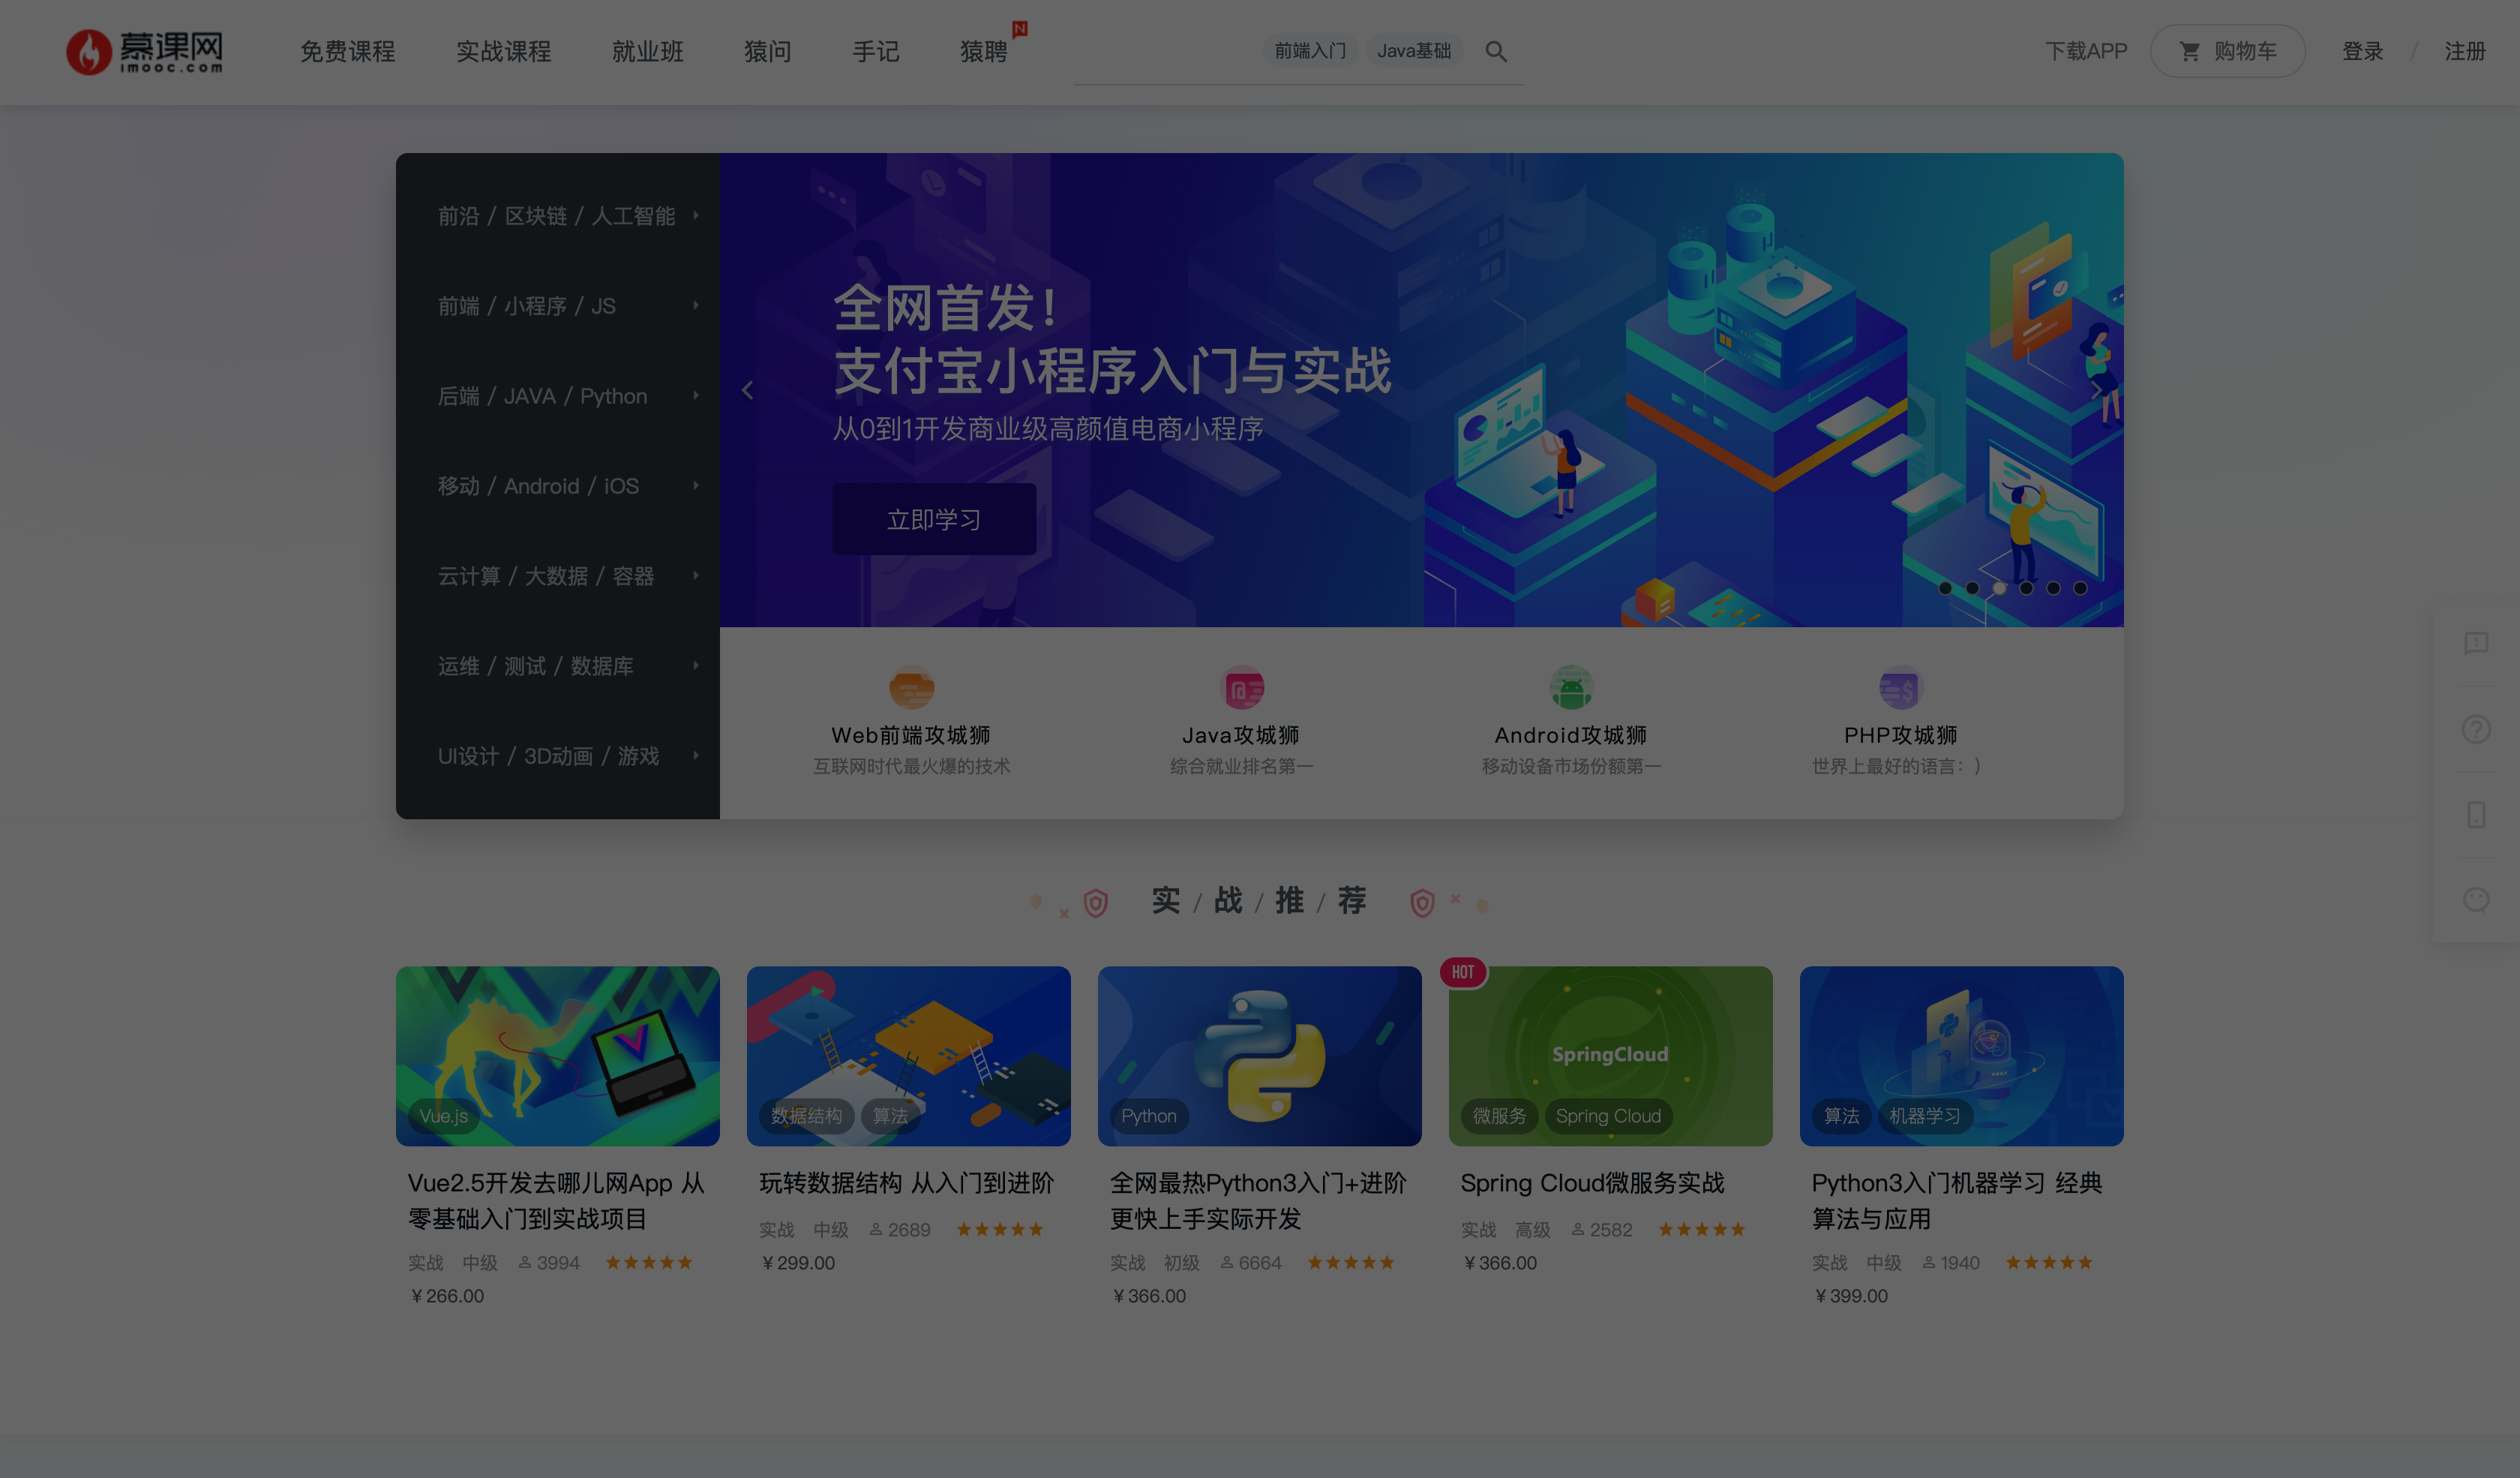 慕课网
imooc.com
免费课程 实战课程 就业班 猿问 手记 猿聘 N
前端入门 Java基础
下载APP 购物车 登录 / 注册
前沿 / 区块链 / 人工智能
前端 / 小程序 / JS
后端 / JAVA / Python
移动 / Android / iOS
云计算 / 大数据 / 容器
运维 / 测试 / 数据库
UI设计 / 3D动画 / 游戏
全网首发！
支付宝小程序入门与实战
从0到1开发商业级高颜值电商小程序
立即学习
Web前端攻城狮
互联网时代最火爆的技术
Java攻城狮
综合就业排名第一
Android攻城狮
移动设备市场份额第一
PHP攻城狮
世界上最好的语言：)
实 / 战 / 推 / 荐
Vue.js
Vue2.5开发去哪儿网App 从
零基础入门到实战项目
实战 中级 3994
￥266.00
数据结构 算法
玩转数据结构 从入门到进阶
实战 中级 2689
￥299.00
Python
全网最热Python3入门+进阶
更快上手实际开发
实战 初级 6664
￥366.00
HOT
SpringCloud
微服务 Spring Cloud
Spring Cloud微服务实战
实战 高级 2582
￥366.00
算法 机器学习
Python3入门机器学习 经典
算法与应用
实战 中级 1940
￥399.00